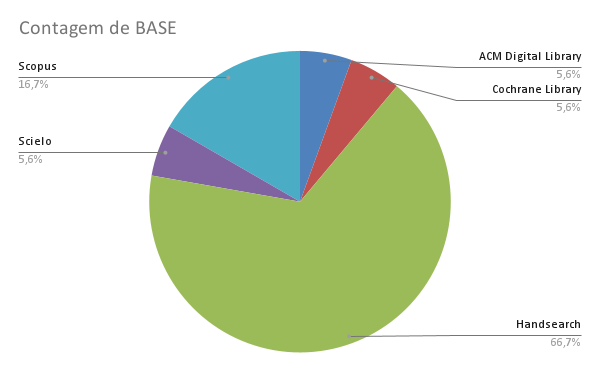 Contagem de BASE
Scopus
16,7%
Scielo
5,6%
ACM Digital Library
5,6%
Cochrane Library
5,6%
Handsearch
66,7%